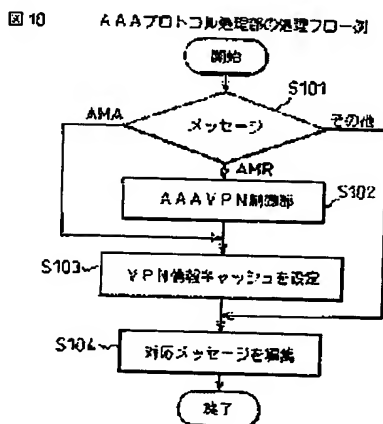 図10 AAAプロトコル処理部の処理フロー例
開始
S101
AMA メッセージ その他
AMR
AAAVPN制御部 S102
S103 VPN情報キャッシュを設定
S104 対応メッセージを編集
終了